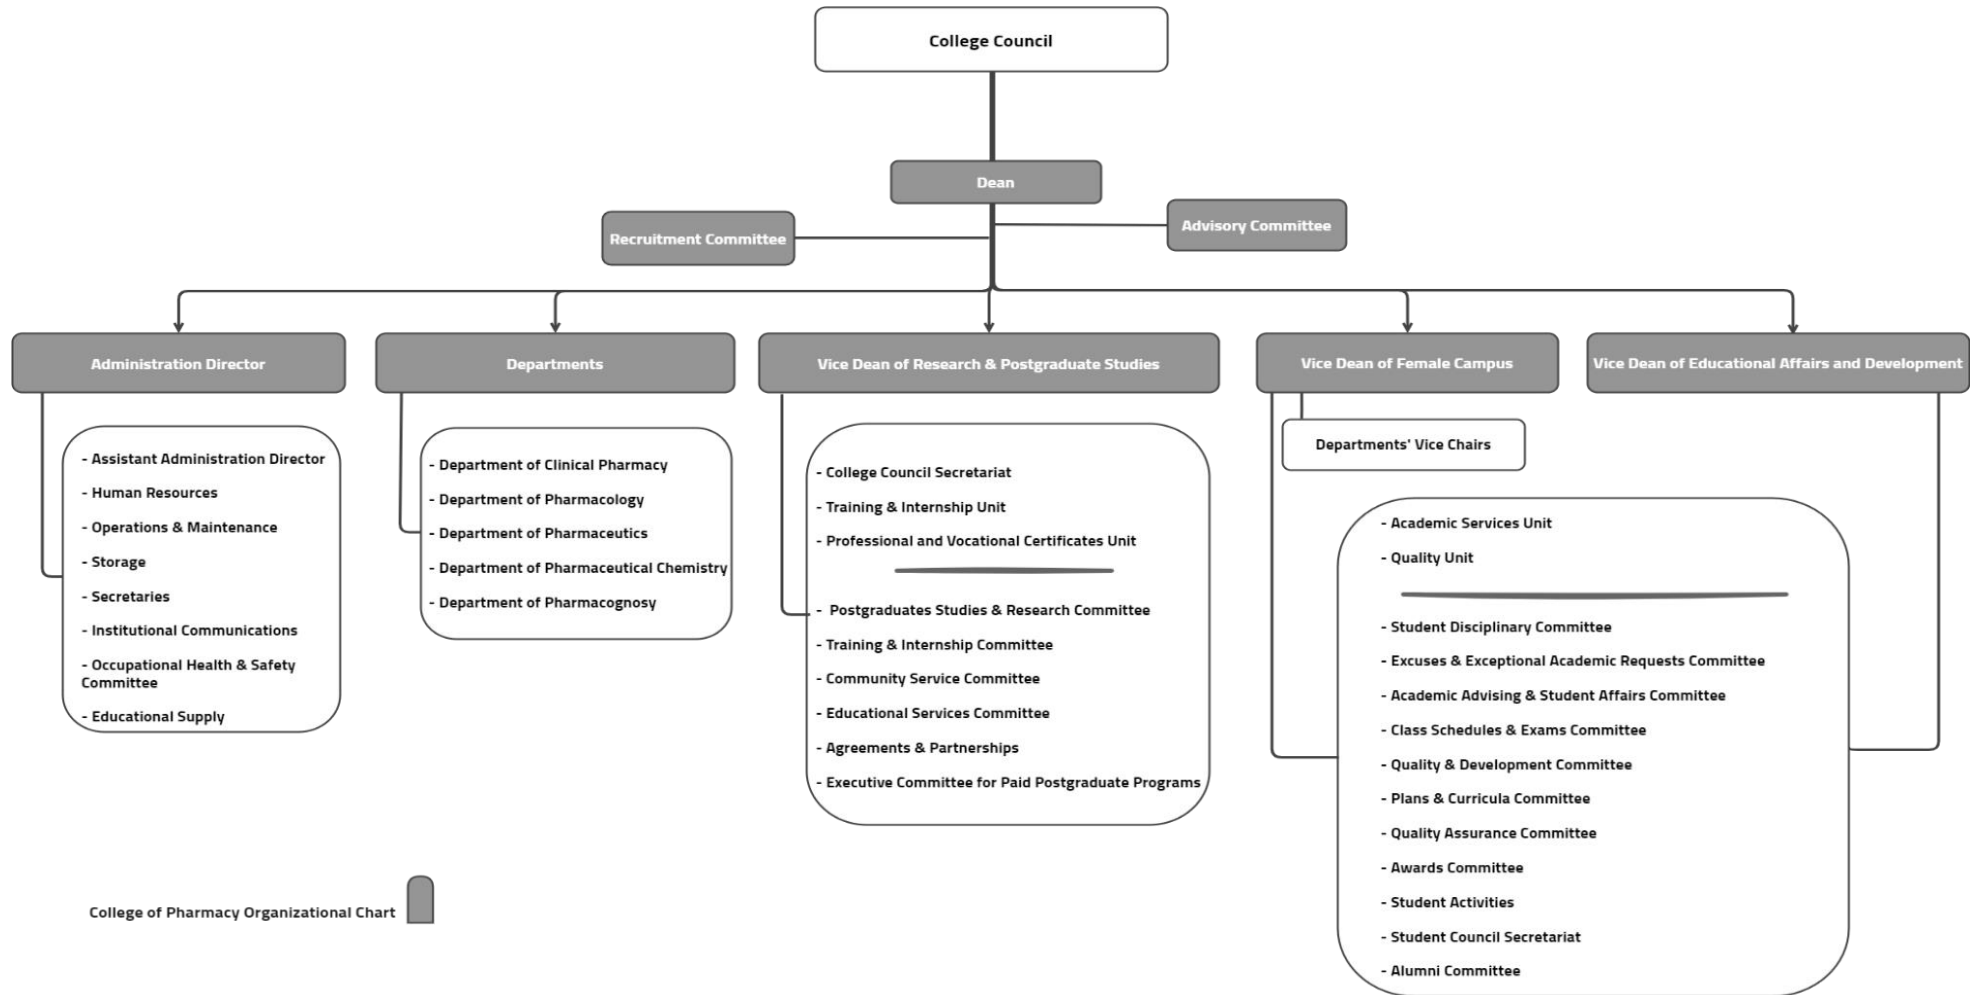 College Council
Dean
Recruitment Committee
Advisory Committee
Administration Director
Departments
Vice Dean of Research & Postgraduate Studies
Vice Dean of Female Campus
Vice Dean of Educational Affairs and Development
- Assistant Administration Director
- Human Resources
- Operations & Maintenance
- Storage
- Secretaries
- Institutional Communications
- Occupational Health & Safety
Committee
- Educational Supply
- Department of Clinical Pharmacy
- Department of Pharmacology
- Department of Pharmaceutics
- Department of Pharmaceutical Chemistry
- Department of Pharmacognosy
- College Council Secretariat
- Training & Internship Unit
- Professional and Vocational Certificates Unit
- Postgraduates Studies & Research Committee
- Training & Internship Committee
- Community Service Committee
- Educational Services Committee
- Agreements & Partnerships
- Executive Committee for Paid Postgraduate Programs
Departments' Vice Chairs
- Academic Services Unit
- Quality Unit
- Student Disciplinary Committee
- Excuses & Exceptional Academic Requests Committee
- Academic Advising & Student Affairs Committee
- Class Schedules & Exams Committee
- Quality & Development Committee
- Plans & Curricula Committee
- Quality Assurance Committee
- Awards Committee
- Student Activities
- Student Council Secretariat
- Alumni Committee
College of Pharmacy Organizational Chart